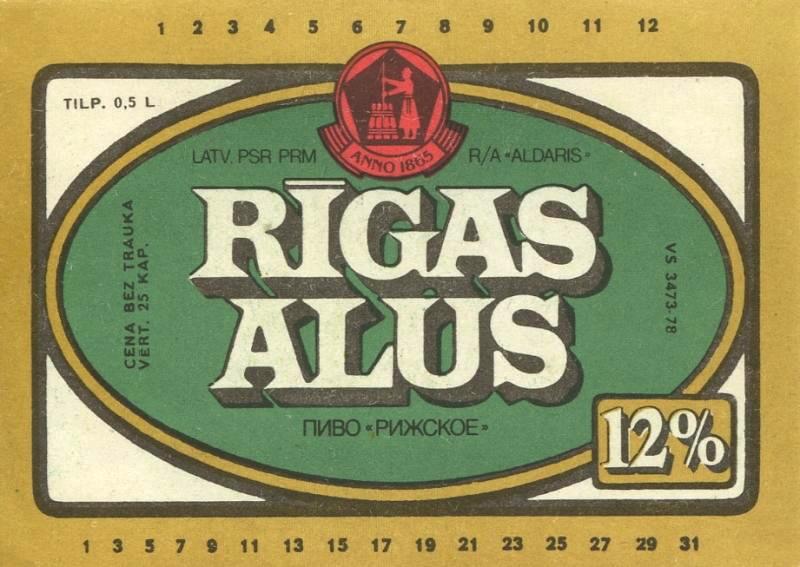 1 2 3 4 5 6 7 8 9 10 11 12
TILP. 0,5 L
ANNO 1865
LATV. PSR PRM
R/A «ALDARIS»
RĪGAS
ALUS
CENA BEZ TRAUKA
VĒRT. 25 KAP.
VS 3473-78
ПИВО «РИЖСКОЕ»
12%
1 3 5 7 9 11 13 15 17 19 21 23 25 27 29 31